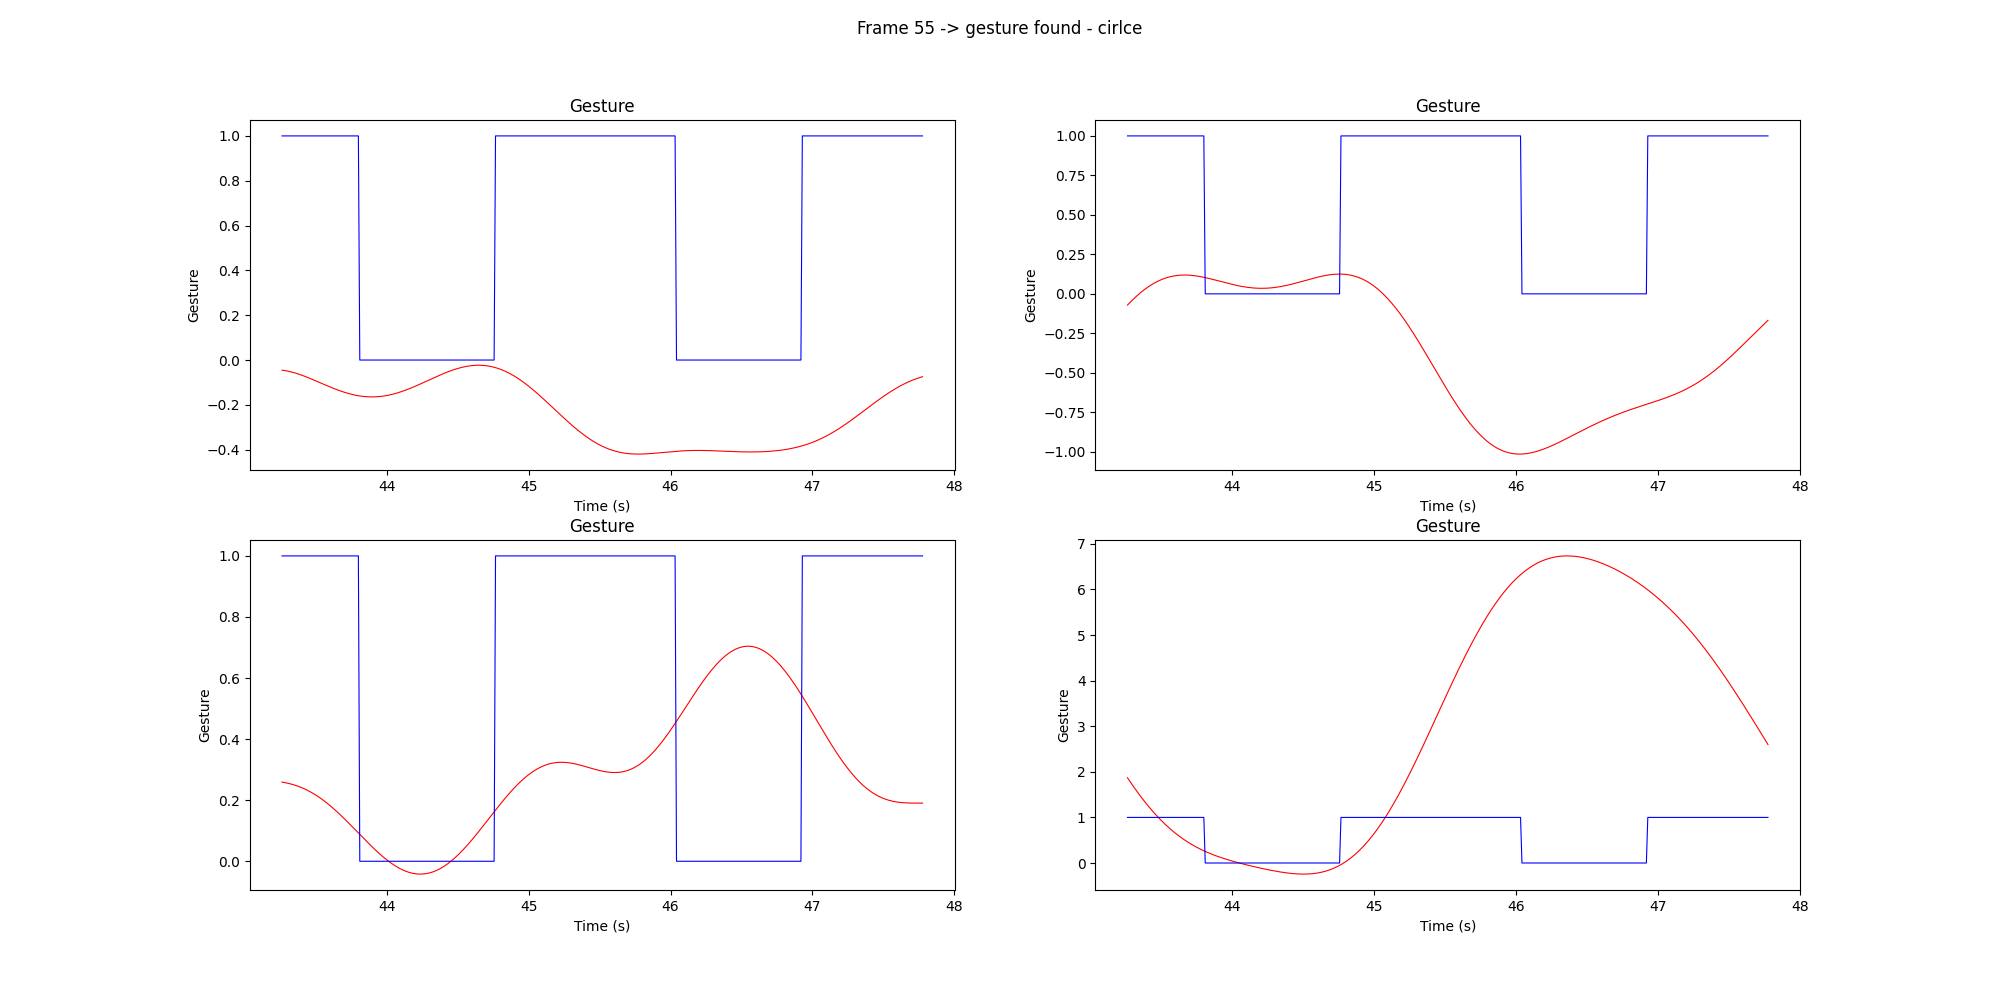 Frame 55 -> gesture found - cirlce
Gesture
1.0
0.8
0.6
0.4
0.2
0.0
−0.2
−0.4
Gesture
44 45 46 47 48
Time (s)
Gesture
1.00
0.75
0.50
0.25
0.00
−0.25
−0.50
−0.75
−1.00
Gesture
44 45 46 47 48
Time (s)
Gesture
1.0
0.8
0.6
0.4
0.2
0.0
Gesture
44 45 46 47 48
Time (s)
Gesture
7
6
5
4
3
2
1
0
Gesture
44 45 46 47 48
Time (s)